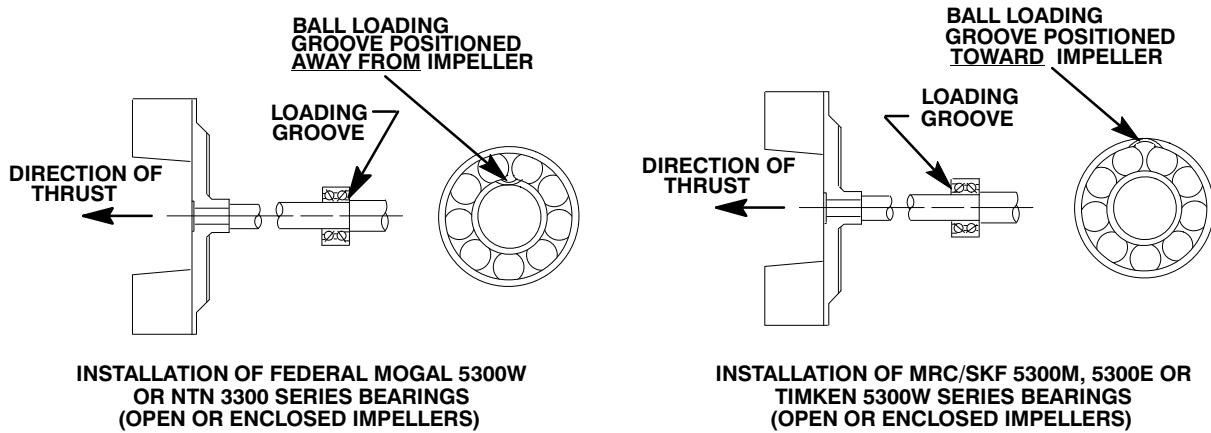 BALL LOADING
GROOVE POSITIONED
AWAY FROM IMPELLER
LOADING
GROOVE
DIRECTION OF
THRUST
INSTALLATION OF FEDERAL MOGAL 5300W
OR NTN 3300 SERIES BEARINGS
(OPEN OR ENCLOSED IMPELLERS)
BALL LOADING
GROOVE POSITIONED
TOWARD IMPELLER
LOADING
GROOVE
DIRECTION OF
THRUST
INSTALLATION OF MRC/SKF 5300M, 5300E OR
TIMKEN 5300W SERIES BEARINGS
(OPEN OR ENCLOSED IMPELLERS)